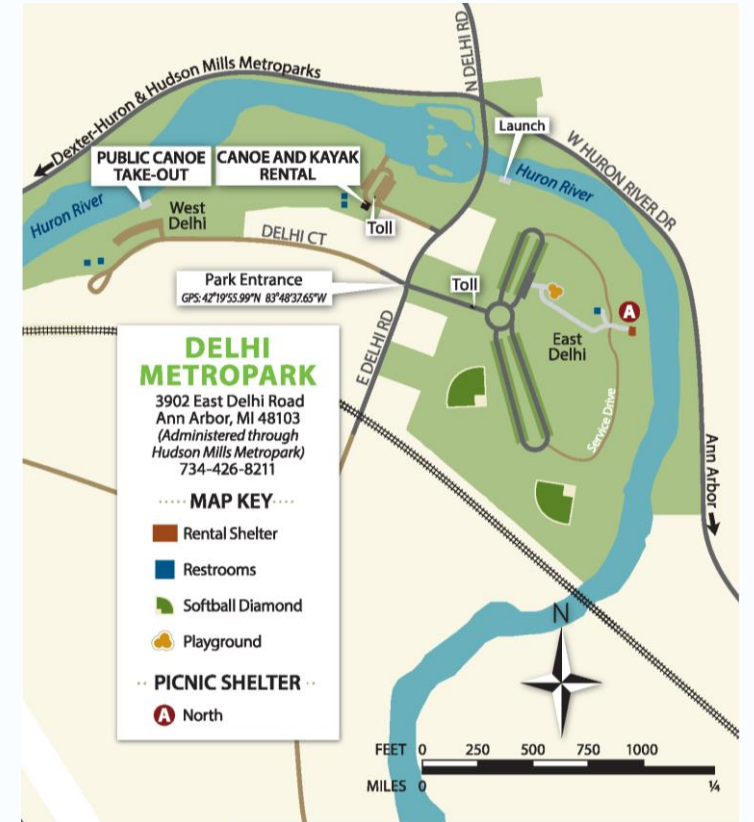 N DELHI RD
Dexter-Huron & Hudson Mills Metroparks
Launch
W HURON RIVER DR
PUBLIC CANOE
TAKE-OUT
CANOE AND KAYAK
RENTAL
Huron River
Huron River
West
Delhi
Toll
DELHI CT
Park Entrance
GPS: 42°19'55.99"N 83°48'37.65"W
Toll
A
East
Delhi
E DELHI RD
Service Drive
Ann Arbor
DELHI
METROPARK
3902 East Delhi Road
Ann Arbor, MI 48103
(Administered through
Hudson Mills Metropark)
734-426-8211
MAP KEY
Rental Shelter
Restrooms
Softball Diamond
Playground
PICNIC SHELTER
A North
N
FEET 0 250 500 750 1000
MILES 0 ¼